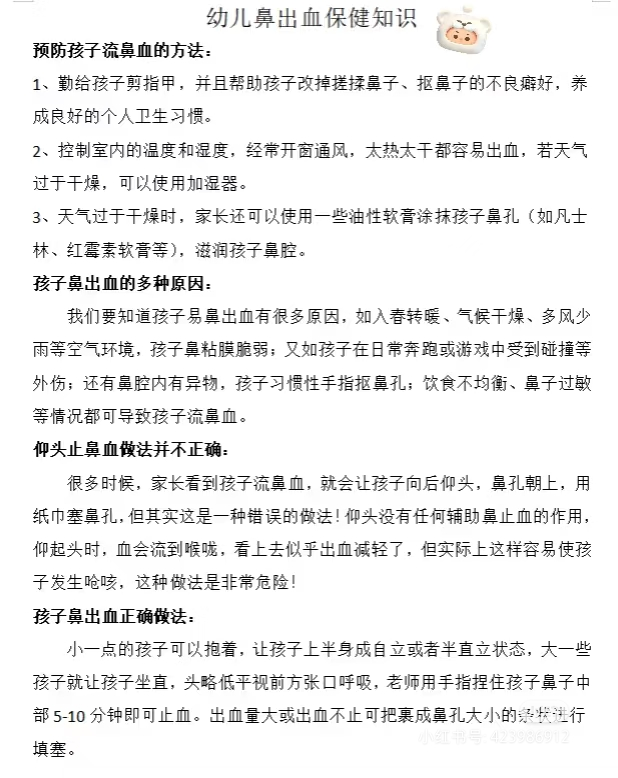 幼儿鼻出血保健知识
预防孩子流鼻血的方法：
1、勤给孩子剪指甲，并且帮助孩子改掉搓揉鼻子、抠鼻子的不良癖好，养
成良好的个人卫生习惯。
2、控制室内的温度和湿度，经常开窗通风，太热太干都容易出血，若天气
过于干燥，可以使用加湿器。
3、天气过于干燥时，家长还可以使用一些油性软膏涂抹孩子鼻孔（如凡士
林、红霉素软膏等），滋润孩子鼻腔。
孩子鼻出血的多种原因：
我们要知道孩子易鼻出血有很多原因，如入春转暖、气候干燥、多风少
雨等空气环境，孩子鼻粘膜脆弱；又如孩子在日常奔跑或游戏中受到碰撞等
外伤；还有鼻腔内有异物，孩子习惯性手指抠鼻孔；饮食不均衡、鼻子过敏
等情况都可导致孩子流鼻血。
仰头止鼻血做法并不正确：
很多时候，家长看到孩子流鼻血，就会让孩子向后仰头，鼻孔朝上，用
纸巾塞鼻孔，但其实这是一种错误的做法！仰头没有任何辅助鼻止血的作用，
仰起头时，血会流到喉咙，看上去似乎出血减轻了，但实际上这样容易使孩
子发生呛咳，这种做法是非常危险！
孩子鼻出血正确做法：
小一点的孩子可以抱着，让孩子上半身成自立或者半直立状态，大一些
孩子就让孩子坐直，头略低平视前方张口呼吸，老师用手指捏住孩子鼻子中
部 5-10 分钟即可止血。出血量大或出血不止可把裹成鼻孔大小的条状进行
填塞。
小红书号: 423986912